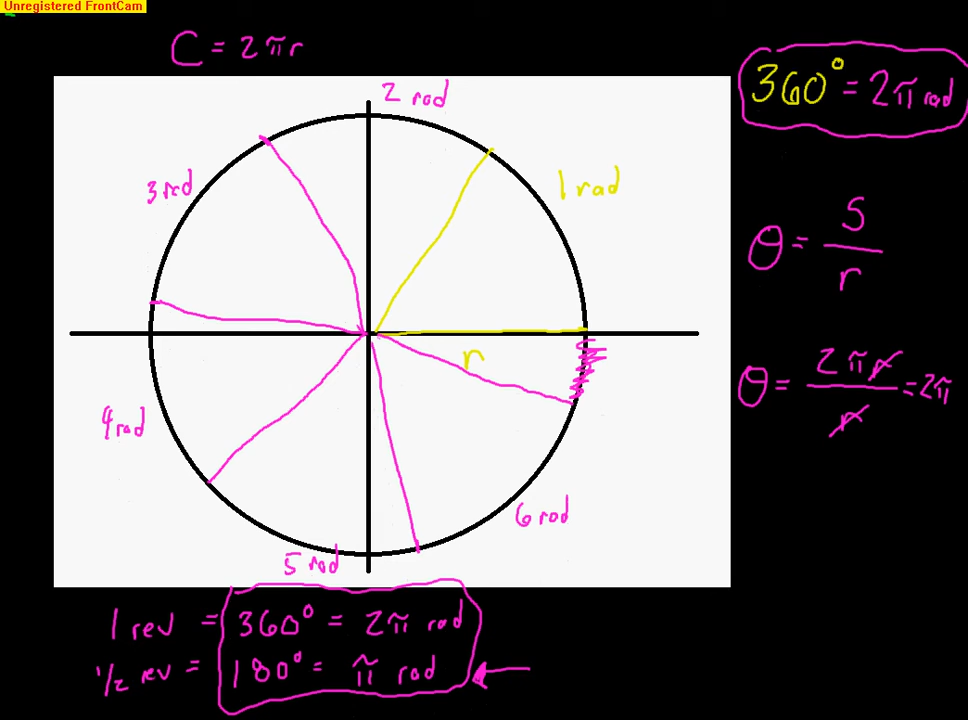 Unregistered FrontCam
C = 2πr
360° = 2π rad
2 rad
1 rad
3 rad
θ = S/r
r
θ = 2πr/r = 2π
4 rad
6 rad
5 rad
1 rev = 360° = 2π rad
1/2 rev = 180° = π rad